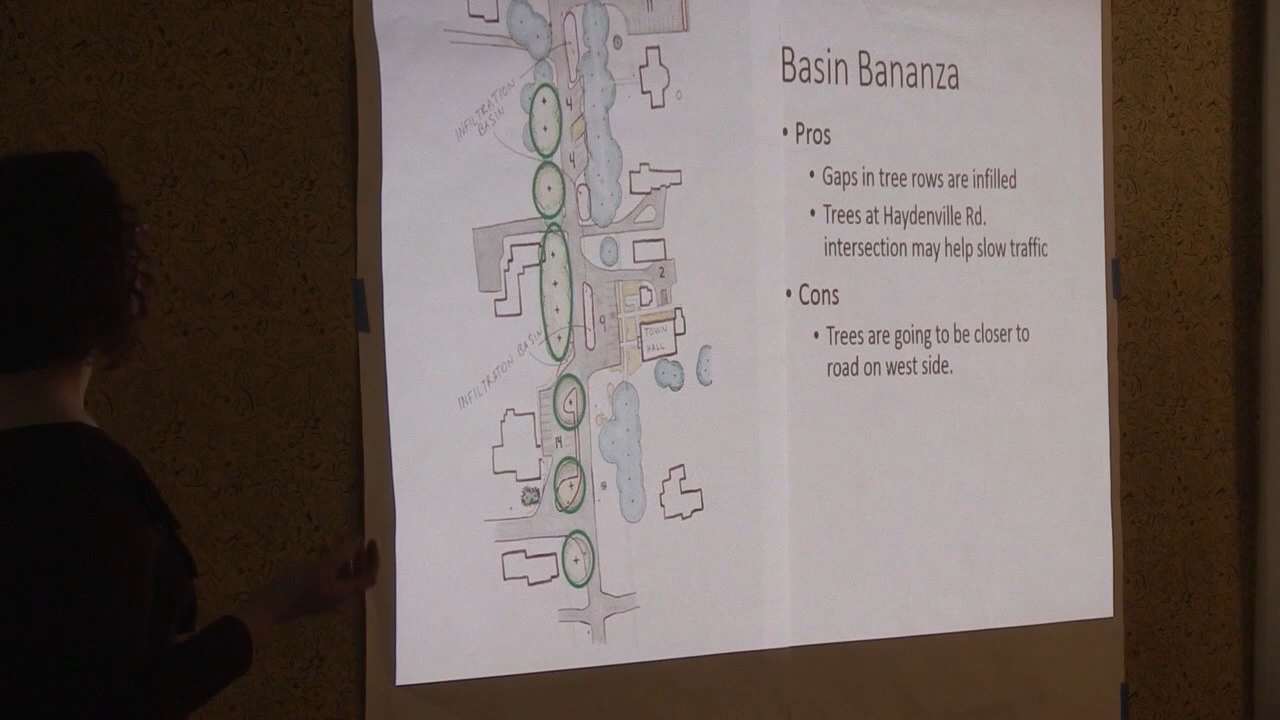 Basin Bananza
• Pros
• Gaps in tree rows are infilled
• Trees at Haydenville Rd.
intersection may help slow traffic
• Cons
• Trees are going to be closer to
road on west side.
11
INFILTRATION
BASIN
4
4
2
9
TOWN
HALL
INFILTRATION BASIN
14